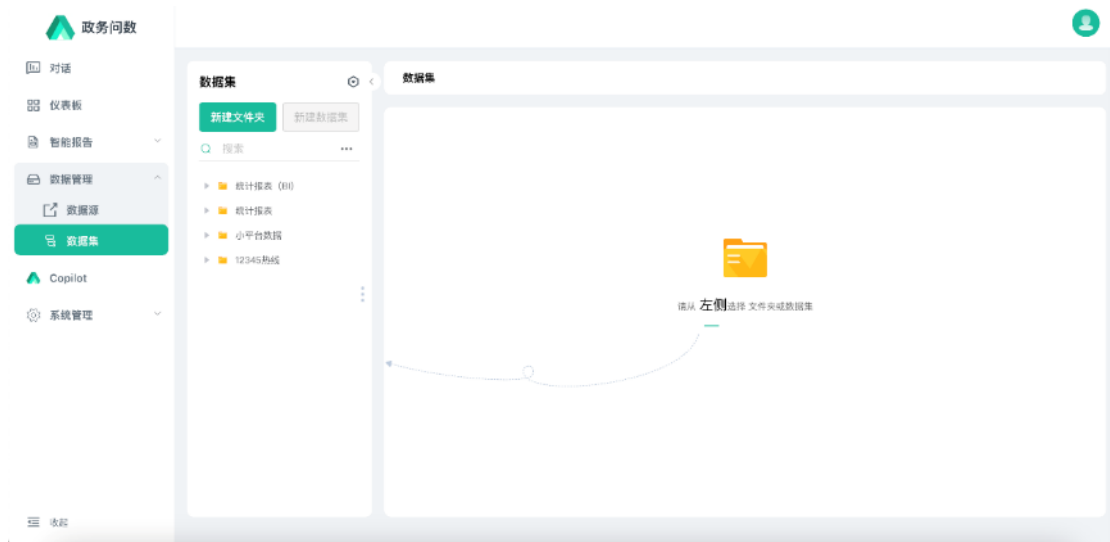 政务问数
对话
仪表板
智能报告
数据管理
数据源
数据集
Copilot
系统管理
收起
数据集
新建文件夹 新建数据集
搜索
统计报表（BI）
统计报表
小平台数据
12345热线
数据集
请从 左侧选择 文件夹或数据集